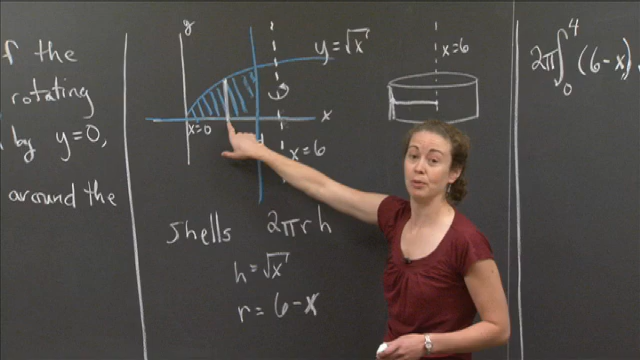 f the
rotating
by y=0,
around the
y
y=√x
x=0
x
x=6
shells 2πrh
h=√x
r=6-x
x=6
2π∫₀⁴(6-x)